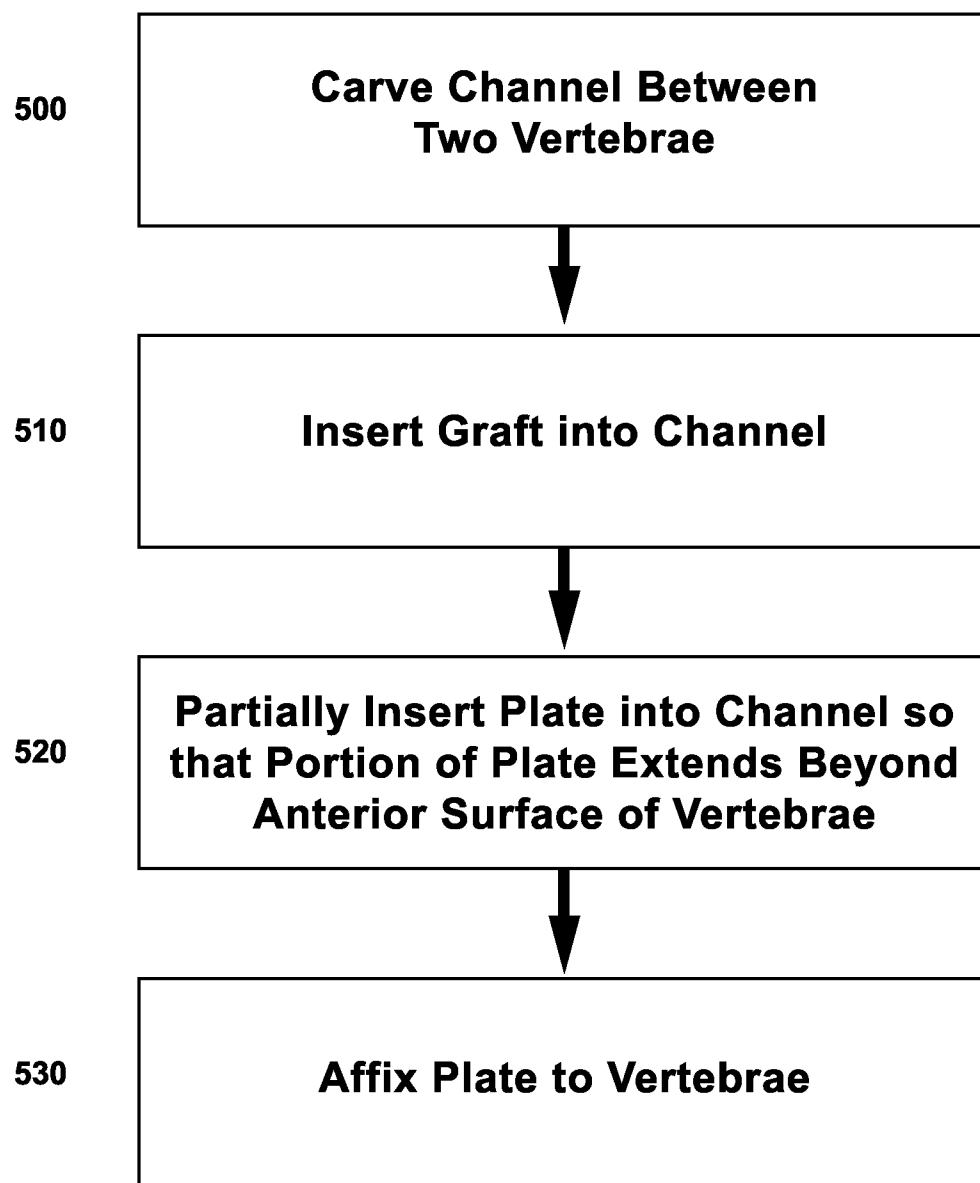 500
Carve Channel Between
Two Vertebrae
510
Insert Graft into Channel
520
Partially Insert Plate into Channel so
that Portion of Plate Extends Beyond
Anterior Surface of Vertebrae
530
Affix Plate to Vertebrae